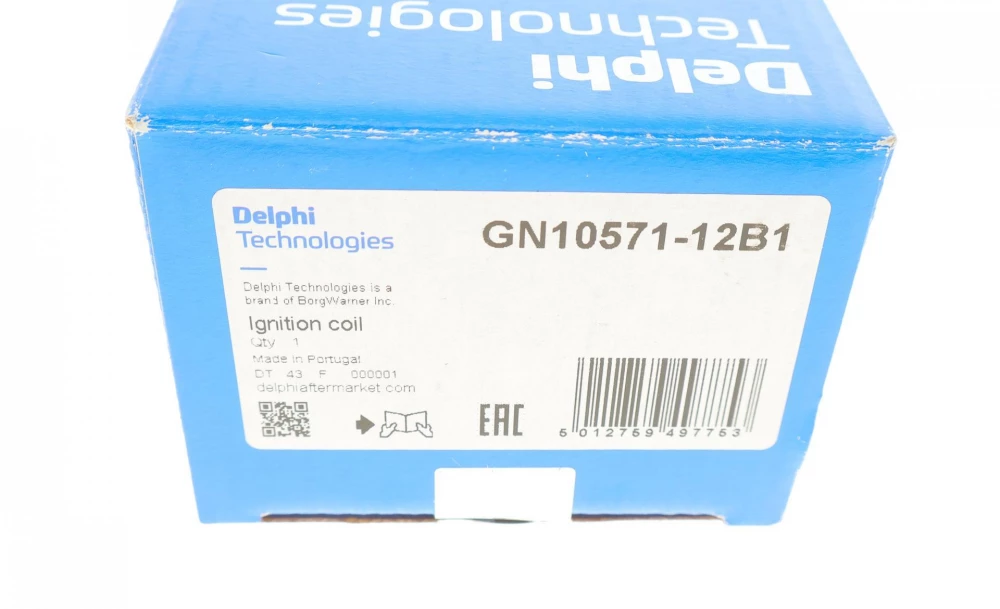 Delphi
Technologies
Delphi
Technologies
GN10571-12B1
Delphi Technologies is a
brand of BorgWarner Inc.
Ignition coil
Qty 1
Made in Portugal
DT 43 F 000001
delphiaftermarket.com
EAC
5 012759 497753